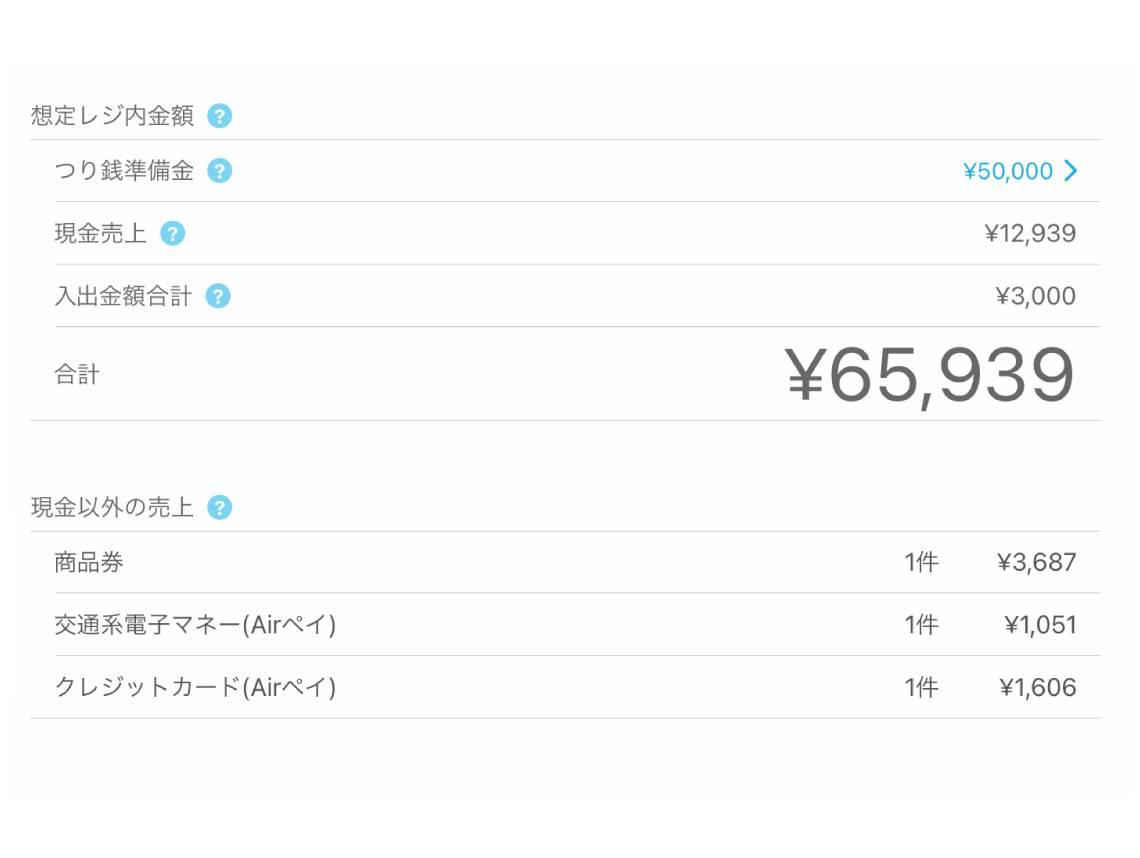 想定レジ内金額 ?
つり銭準備金 ? ¥50,000
現金売上 ? ¥12,939
入出金額合計 ? ¥3,000
合計 ¥65,939
現金以外の売上 ?
商品券 1件 ¥3,687
交通系電子マネー(Airペイ) 1件 ¥1,051
クレジットカード(Airペイ) 1件 ¥1,606